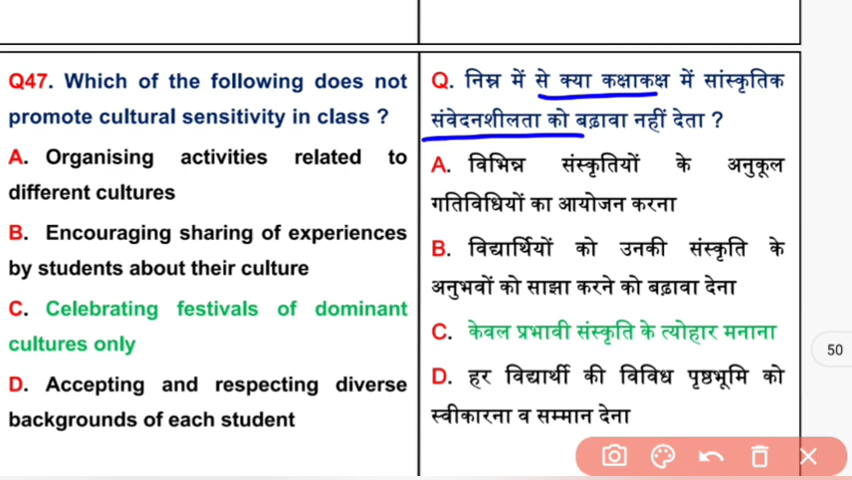 Q47. Which of the following does not
promote cultural sensitivity in class ?
A. Organising activities related to
different cultures
B. Encouraging sharing of experiences
by students about their culture
C. Celebrating festivals of dominant
cultures only
D. Accepting and respecting diverse
backgrounds of each student
Q. निम्न में से क्या कक्षाकक्ष में सांस्कृतिक
संवेदनशीलता को बढ़ावा नहीं देता ?
A. विभिन्न संस्कृतियों के अनुकूल
गतिविधियों का आयोजन करना
B. विद्यार्थियों को उनकी संस्कृति के
अनुभवों को साझा करने को बढ़ावा देना
C. केवल प्रभावी संस्कृति के त्योहार मनाना
D. हर विद्यार्थी की विविध पृष्ठभूमि को
स्वीकारना व सम्मान देना
50